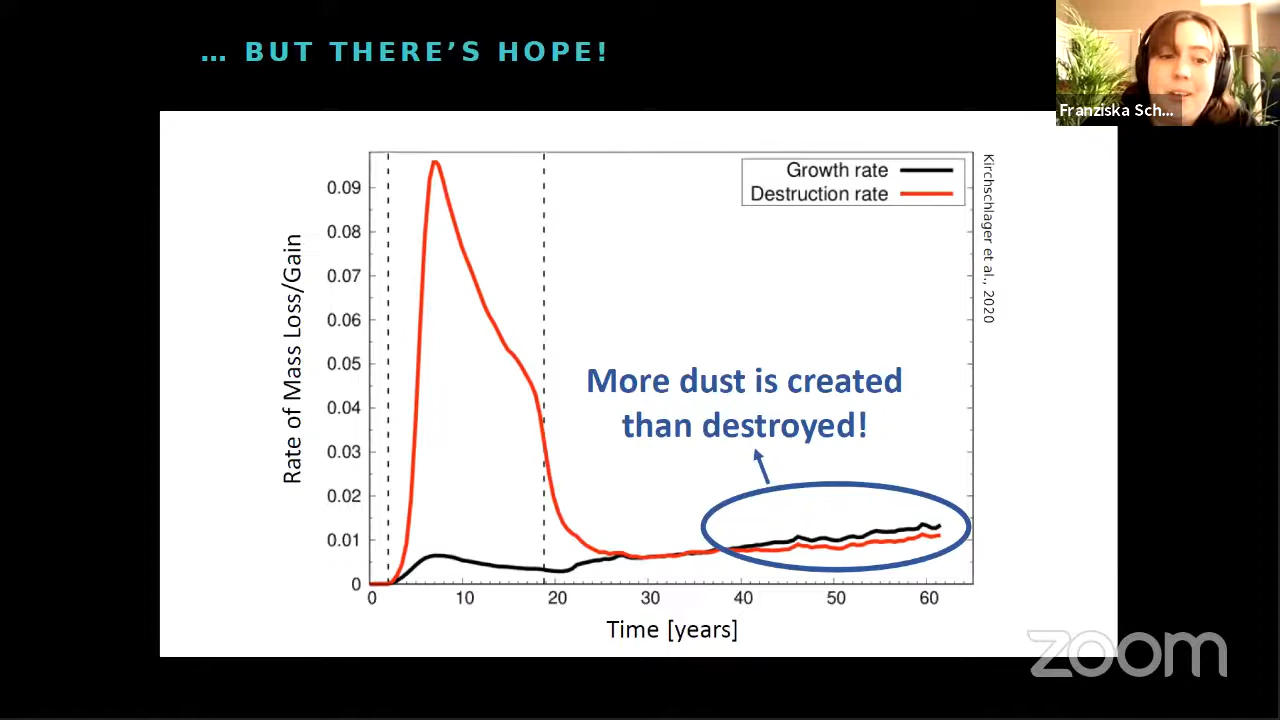 … BUT THERE'S HOPE!
Franziska Sch...
Growth rate
Destruction rate
Kirchschlager et al., 2020
Rate of Mass Loss/Gain
0.09
0.08
0.07
0.06
0.05
0.04
0.03
0.02
0.01
0
More dust is created
than destroyed!
0 10 20 30 40 50 60
Time [years]
zoom